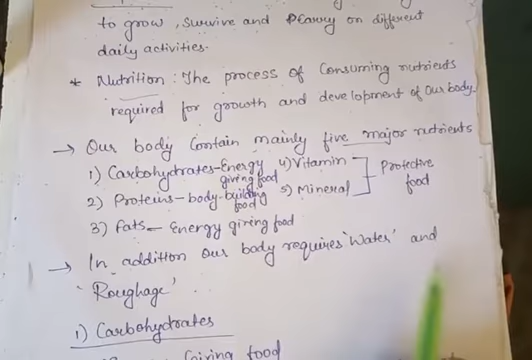 to grow, survive and carry on different
daily activities.
* Nutrition : The process of Consuming nutrients
required for growth and development of Our body
→ Our body Contain mainly five major nutrients
1) Carbohydrates - Energy giving food
2) Proteins - body-building food
3) fats - Energy giving food
4) Vitamin
5) Mineral
Protective food
→ In addition Our body requires 'Water' and
'Roughage'
1) Carbohydrates
Giving food